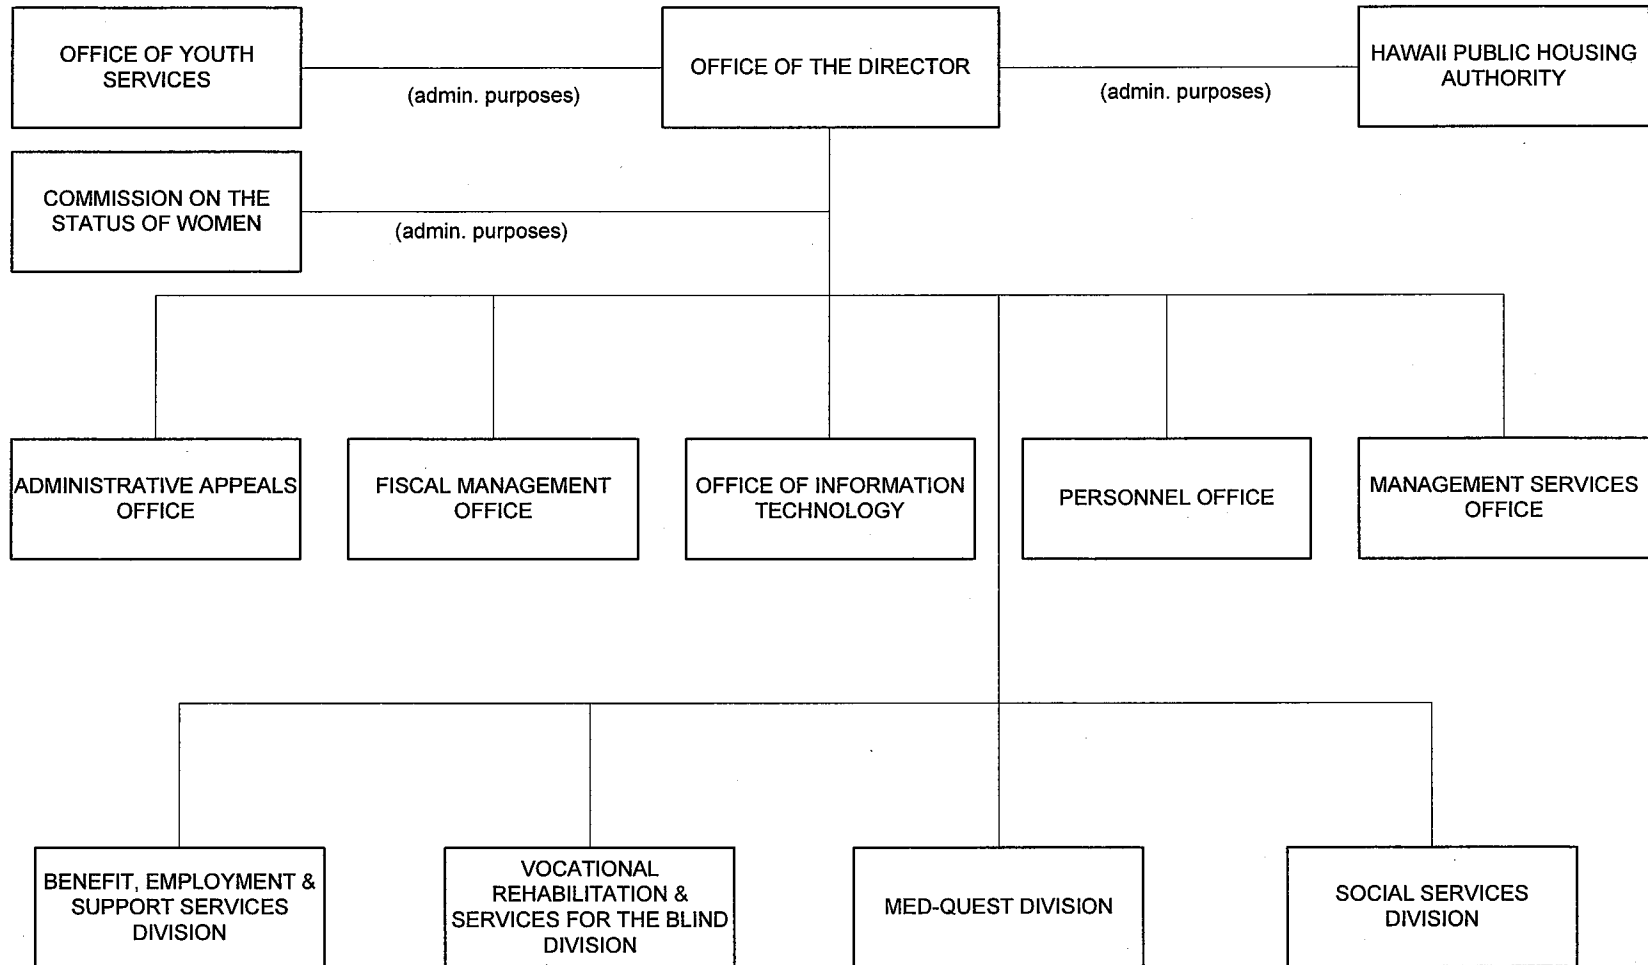 OFFICE OF YOUTH
SERVICES
(admin. purposes)
OFFICE OF THE DIRECTOR
(admin. purposes)
HAWAII PUBLIC HOUSING
AUTHORITY
COMMISSION ON THE
STATUS OF WOMEN
(admin. purposes)
ADMINISTRATIVE APPEALS
OFFICE
FISCAL MANAGEMENT
OFFICE
OFFICE OF INFORMATION
TECHNOLOGY
PERSONNEL OFFICE
MANAGEMENT SERVICES
OFFICE
BENEFIT, EMPLOYMENT &
SUPPORT SERVICES
DIVISION
VOCATIONAL
REHABILITATION &
SERVICES FOR THE BLIND
DIVISION
MED-QUEST DIVISION
SOCIAL SERVICES
DIVISION